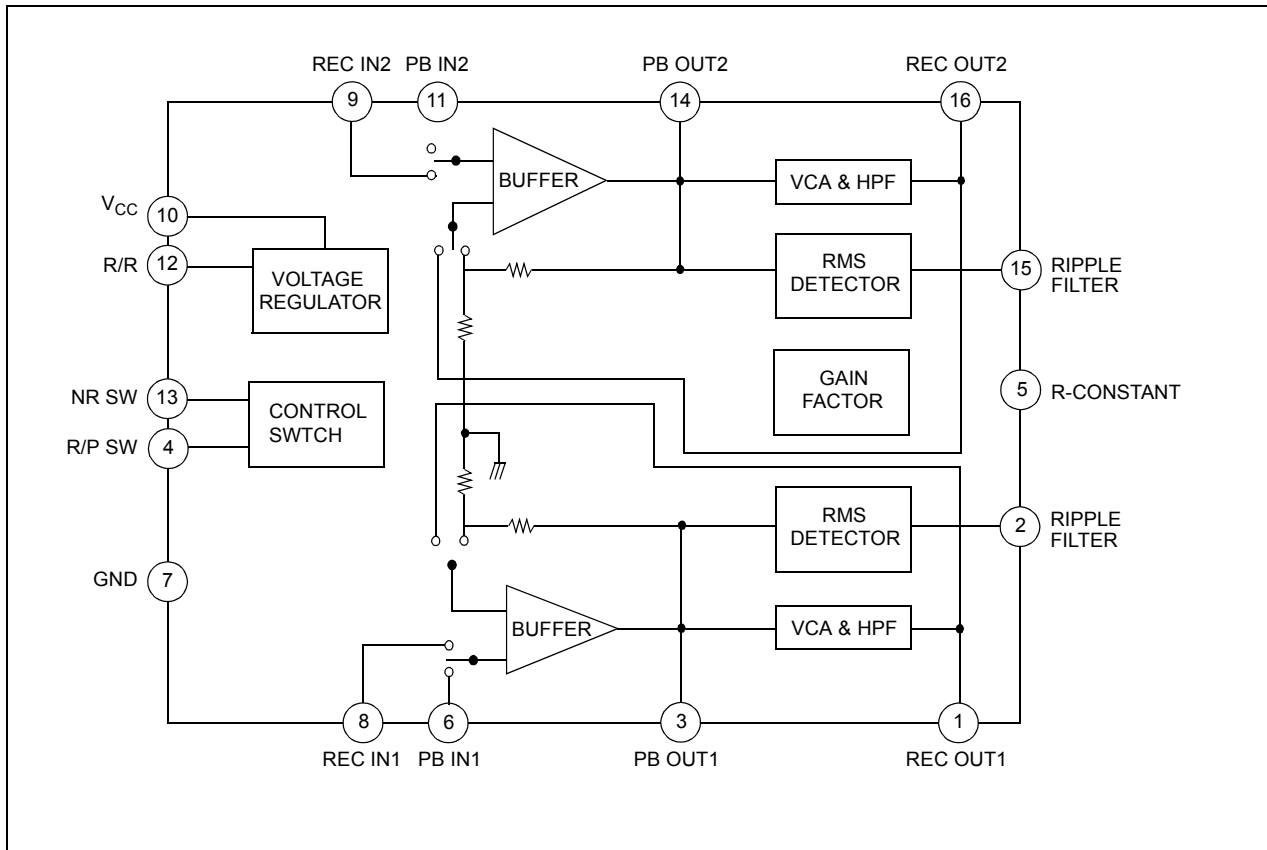 REC IN2 PB IN2 PB OUT2 REC OUT2
9 11 14 16
BUFFER
VCA & HPF
VCC
10
R/R 12
VOLTAGE
REGULATOR
RMS
DETECTOR
15 RIPPLE
FILTER
NR SW 13
R/P SW 4
CONTROL
SWTCH
GAIN
FACTOR
5 R-CONSTANT
RMS
DETECTOR
2 RIPPLE
FILTER
GND 7
BUFFER
VCA & HPF
8 6 3 1
REC IN1 PB IN1 PB OUT1 REC OUT1